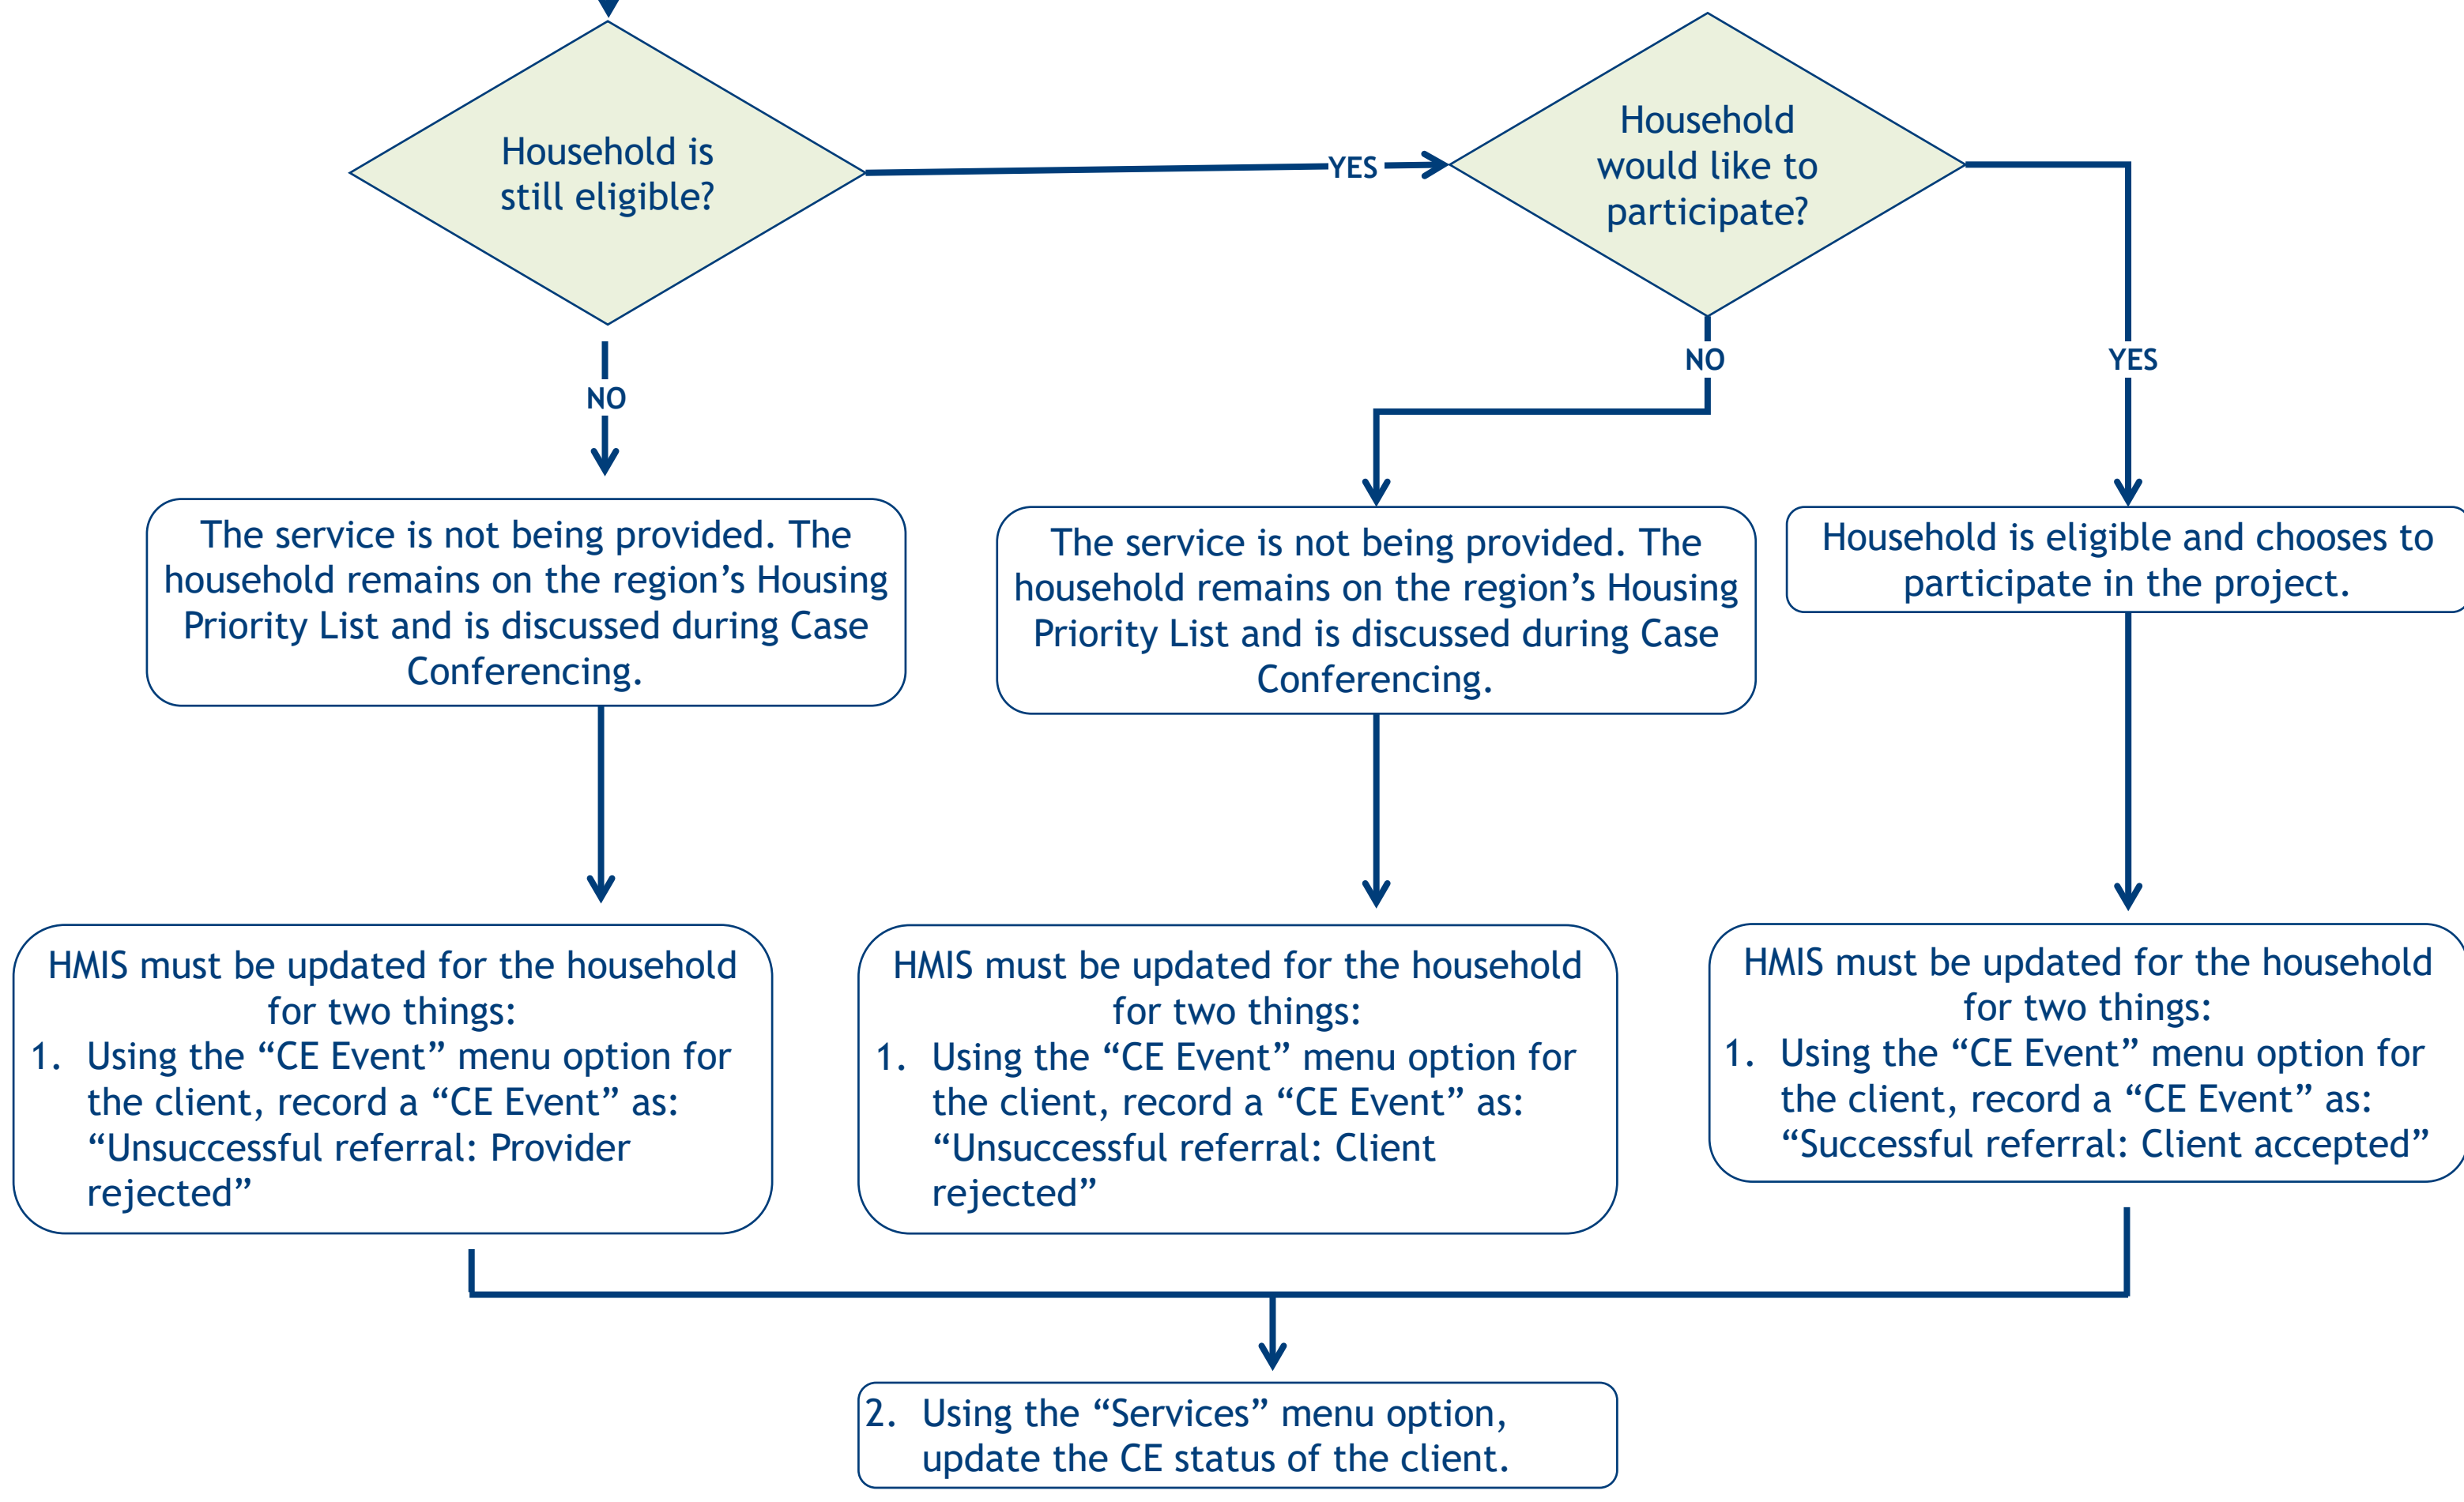 Household is
still eligible?
YES
Household
would like to
participate?
NO
NO
YES
The service is not being provided. The
household remains on the region’s Housing
Priority List and is discussed during Case
Conferencing.
The service is not being provided. The
household remains on the region’s Housing
Priority List and is discussed during Case
Conferencing.
Household is eligible and chooses to
participate in the project.
HMIS must be updated for the household
for two things:
1. Using the “CE Event” menu option for
the client, record a “CE Event” as:
“Unsuccessful referral: Provider
rejected”
HMIS must be updated for the household
for two things:
1. Using the “CE Event” menu option for
the client, record a “CE Event” as:
“Unsuccessful referral: Client
rejected”
HMIS must be updated for the household
for two things:
1. Using the “CE Event” menu option for
the client, record a “CE Event” as:
“Successful referral: Client accepted”
2. Using the “Services” menu option,
update the CE status of the client.